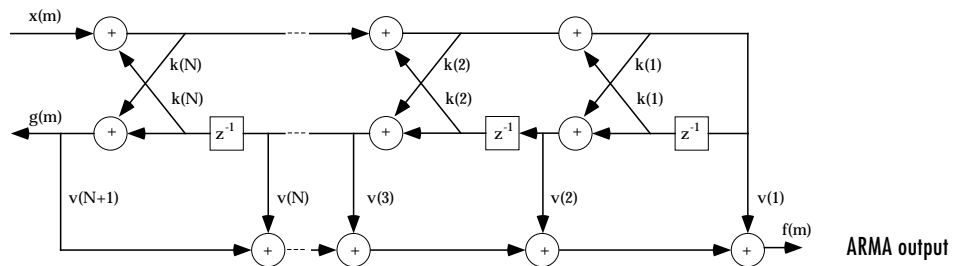 x(m)
+
+
+
k(N)
k(2)
k(1)
k(N)
k(2)
k(1)
g(m)
+
z⁻¹
+
z⁻¹
+
z⁻¹
v(N+1)
v(N)
v(3)
v(2)
v(1)
f(m)
+
+
+
+
ARMA output